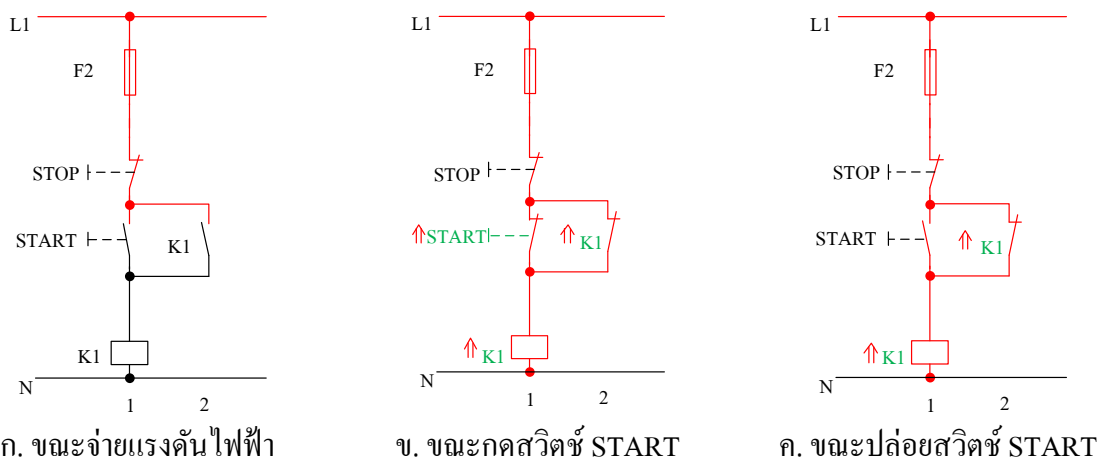 L1
F2
STOP
START
K1
K1
N
1
2
ก. ขณะจ่ายแรงดันไฟฟ้า
L1
F2
STOP
START
K1
K1
N
1
2
ข. ขณะกดสวิตช์ START
L1
F2
STOP
START
K1
K1
N
1
2
ค. ขณะปล่อยสวิตช์ START